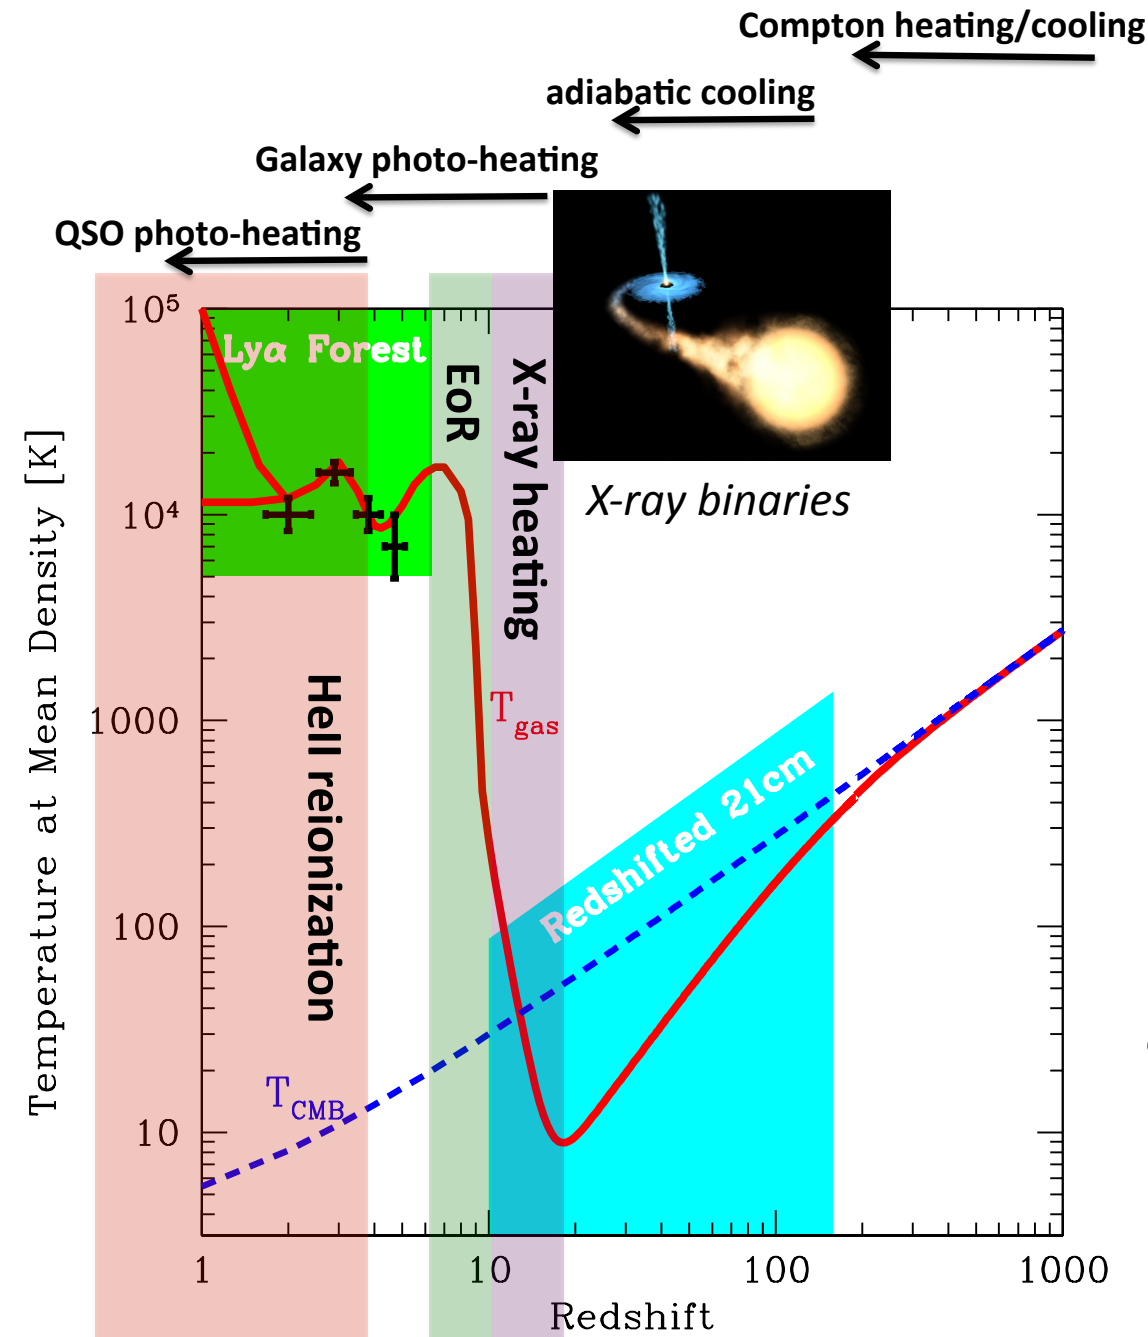 Compton heating/cooling
adiabatic cooling
Galaxy photo-heating
QSO photo-heating
10⁵
Lyα Forest
EoR
X-ray heating
X-ray binaries
10⁴
Temperature at Mean Density [K]
HeII reionization
1000
T_gas
Redshifted 21cm
100
T_CMB
10
1
10
100
1000
Redshift